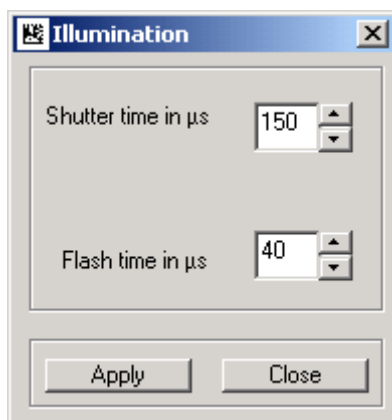 Illumination
Shutter time in µs 150
Flash time in µs 40
Apply Close